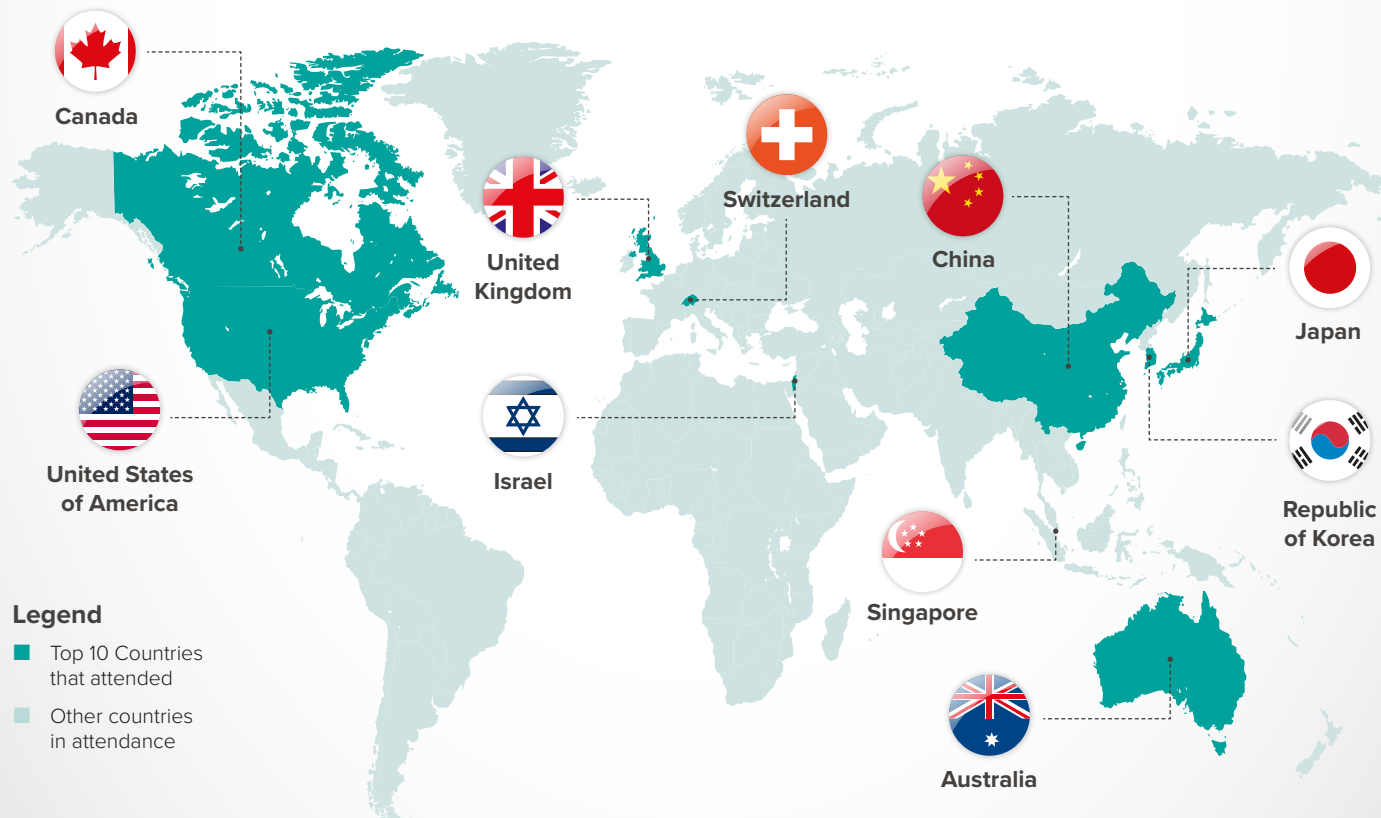 Canada
Switzerland
United
Kingdom
China
Japan
United States
of America
Israel
Republic
of Korea
Singapore
Legend
Top 10 Countries
that attended
Other countries
in attendance
Australia